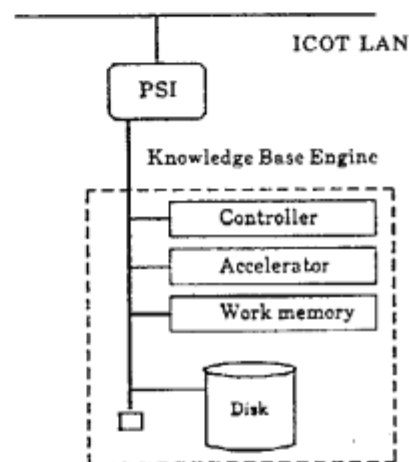 ICOT LAN
PSI
Knowledge Base Engine
Controller
Accelerator
Work memory
Disk